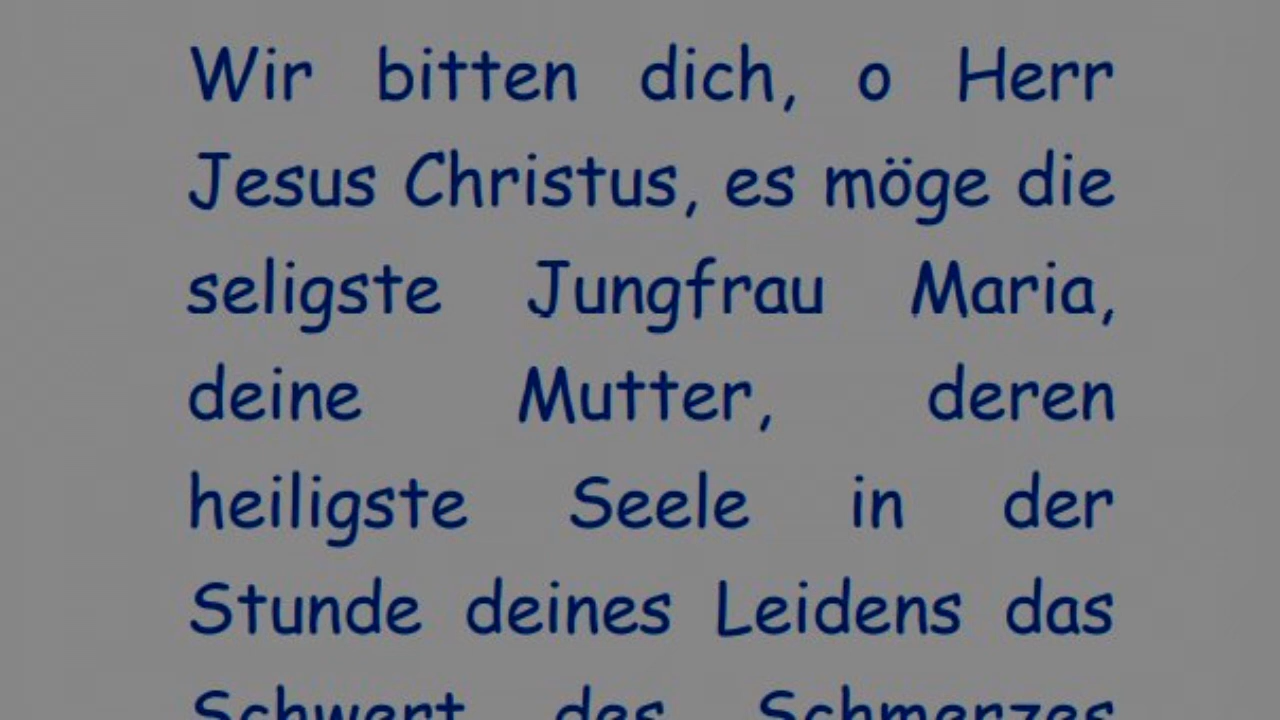 Wir bitten dich, o Herr
Jesus Christus, es möge die
seligste Jungfrau Maria,
deine Mutter, deren
heiligste Seele in der
Stunde deines Leidens das
Schwert des Schmerzes